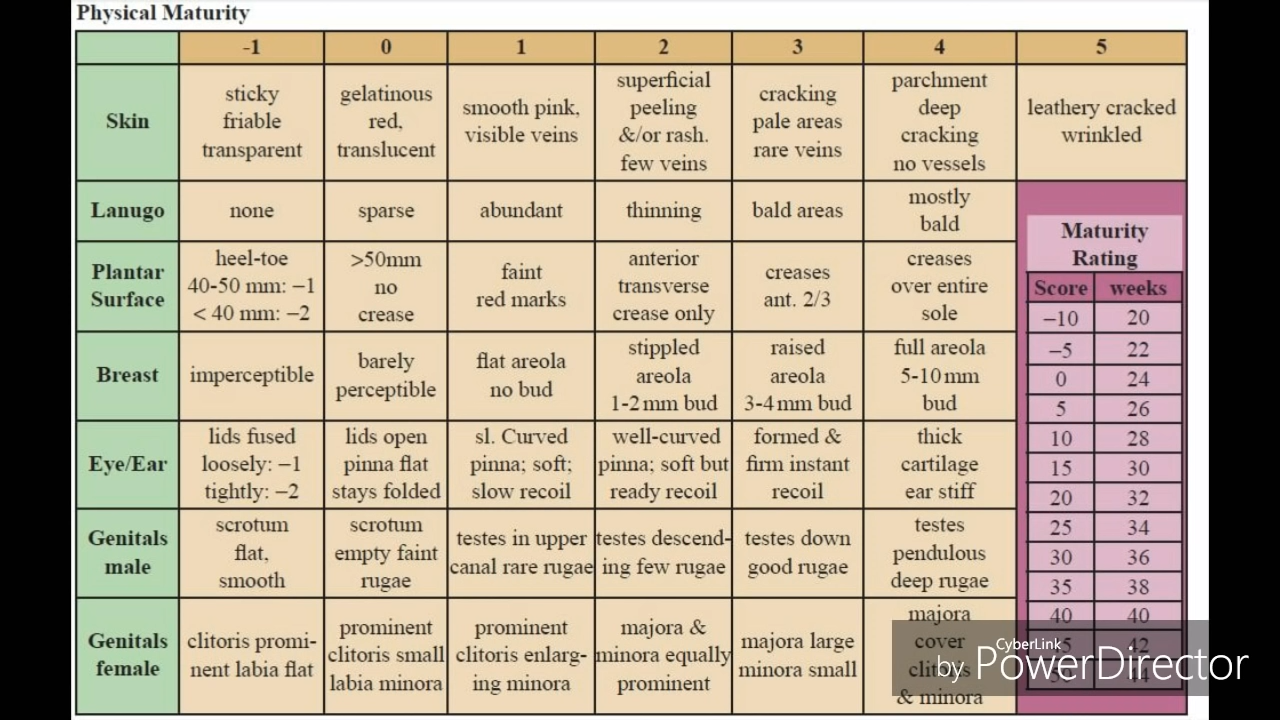 Physical Maturity
-1 0 1 2 3 4 5
Skin
sticky
friable
transparent
gelatinous
red,
translucent
smooth pink,
visible veins
superficial
peeling
&/or rash.
few veins
cracking
pale areas
rare veins
parchment
deep
cracking
no vessels
leathery cracked
wrinkled
Lanugo
none
sparse
abundant
thinning
bald areas
mostly
bald
Plantar
Surface
heel-toe
40-50 mm: −1
< 40 mm: −2
>50mm
no
crease
faint
red marks
anterior
transverse
crease only
creases
ant. 2/3
creases
over entire
sole
Breast
imperceptible
barely
perceptible
flat areola
no bud
stippled
areola
1-2 mm bud
raised
areola
3-4 mm bud
full areola
5-10 mm
bud
Eye/Ear
lids fused
loosely: −1
tightly: −2
lids open
pinna flat
stays folded
sl. Curved
pinna; soft;
slow recoil
well-curved
pinna; soft but
ready recoil
formed &
firm instant
recoil
thick
cartilage
ear stiff
Genitals
male
scrotum
flat,
smooth
scrotum
empty faint
rugae
testes in upper
canal rare rugae
testes descend-
ing few rugae
testes down
good rugae
testes
pendulous
deep rugae
Genitals
female
clitoris promi-
nent labia flat
prominent
clitoris small
labia minora
prominent
clitoris enlarg-
ing minora
majora &
minora equally
prominent
majora large
minora small
majora
cover
clitoris
& minora
Maturity
Rating
Score weeks
−10 20
−5 22
0 24
5 26
10 28
15 30
20 32
25 34
30 36
35 38
40 40
45 42
50 44
by CyberLink
PowerDirector